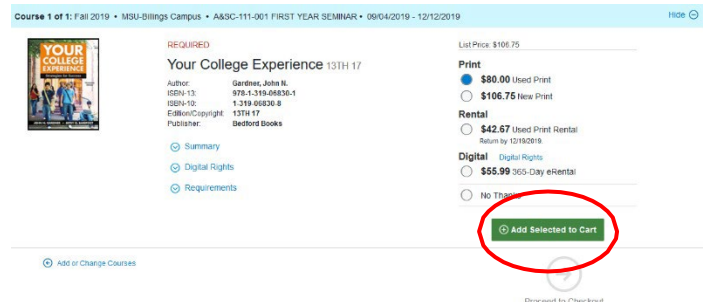 Course 1 of 1: Fall 2019 • MSU-Billings Campus • A&SC-111-001 FIRST YEAR SEMINAR • 09/04/2019 - 12/12/2019
Hide
YOUR
COLLEGE
EXPERIENCE
Strategies for Success
REQUIRED
Your College Experience 13TH 17
Author: Gardner, John N.
ISBN-13: 978-1-319-06830-1
ISBN-10: 1-319-06830-8
Edition/Copyright: 13TH 17
Publisher: Bedford Books
Summary
Digital Rights
Requirements
List Price: $106.75
Print
$80.00 Used Print
$106.75 New Print
Rental
$42.67 Used Print Rental
Return by 12/19/2019.
Digital Digital Rights
$55.99 365-Day eRental
No Thanks
Add Selected to Cart
Add or Change Courses
Proceed to Checkout